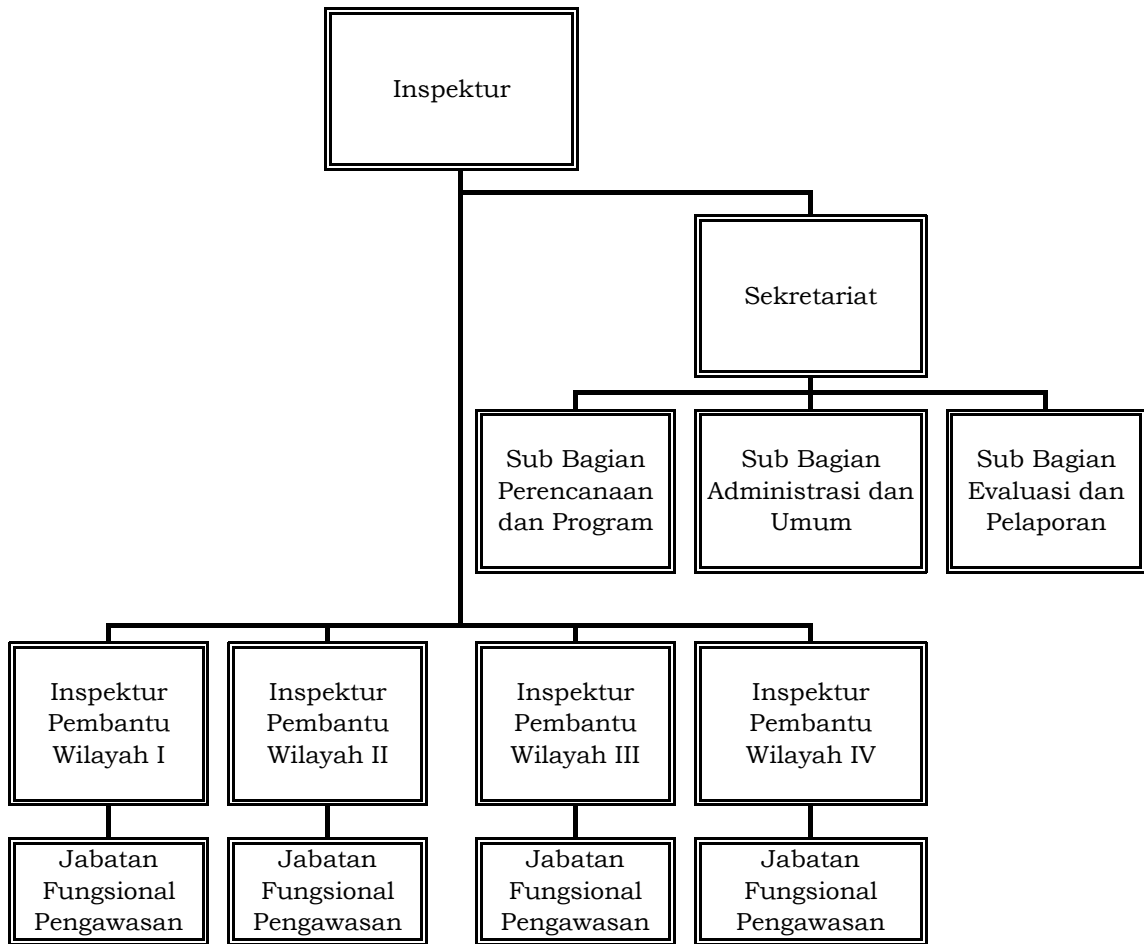 Inspektur
Sekretariat
Sub Bagian
Perencanaan
dan Program
Sub Bagian
Administrasi dan
Umum
Sub Bagian
Evaluasi dan
Pelaporan
Inspektur
Pembantu
Wilayah I
Inspektur
Pembantu
Wilayah II
Inspektur
Pembantu
Wilayah III
Inspektur
Pembantu
Wilayah IV
Jabatan
Fungsional
Pengawasan
Jabatan
Fungsional
Pengawasan
Jabatan
Fungsional
Pengawasan
Jabatan
Fungsional
Pengawasan